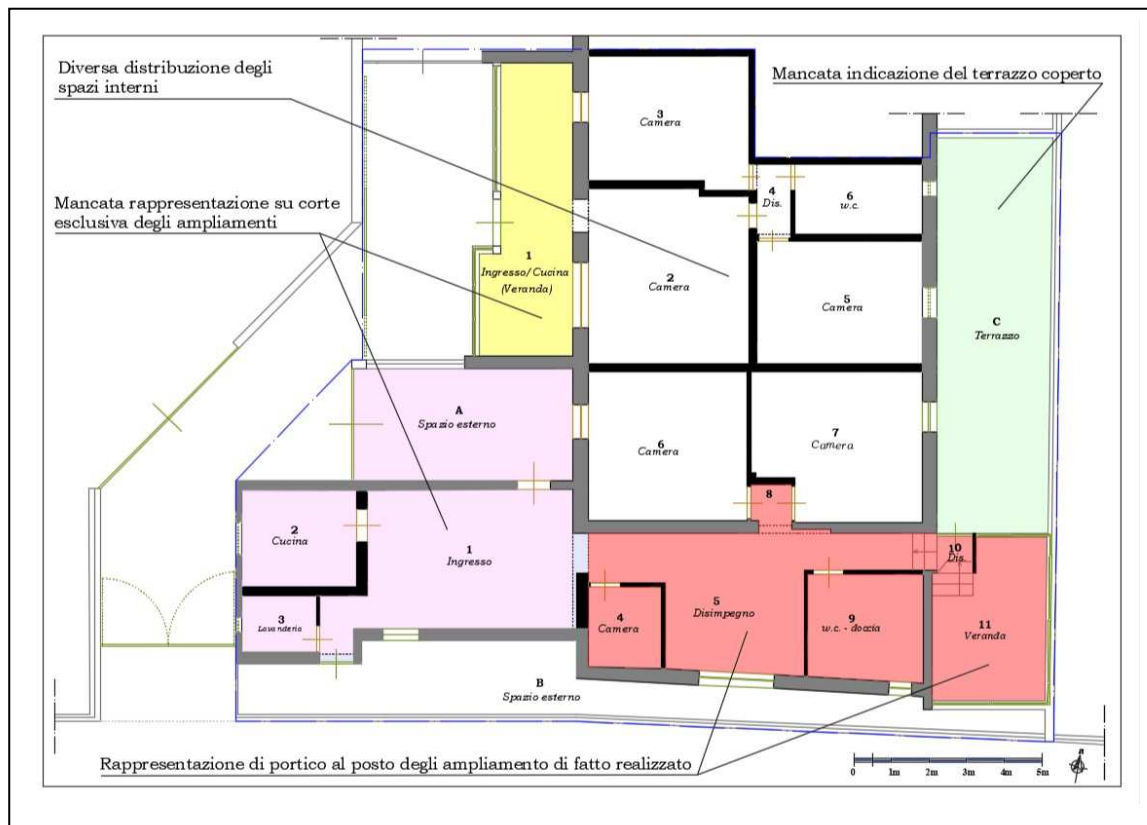 Diversa distribuzione degli
spazi interni
Mancata indicazione del terrazzo coperto
3
Camera
4
Dis.
6
w.c.
Mancata rappresentazione su corte
esclusiva degli ampliamenti
1
Ingresso/Cucina
(Veranda)
2
Camera
5
Camera
C
Terrazzo
A
Spazio esterno
6
Camera
7
Camera
8
2
Cucina
1
Ingresso
10
Dis.
3
Lavanderia
4
Camera
5
Disimpegno
9
w.c. - doccia
11
Veranda
B
Spazio esterno
Rappresentazione di portico al posto degli ampliamento di fatto realizzato
0 1m 2m 3m 4m 5m